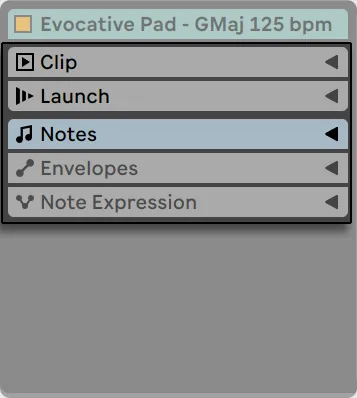 Evocative Pad - GMaj 125 bpm
Clip
Launch
Notes
Envelopes
Note Expression